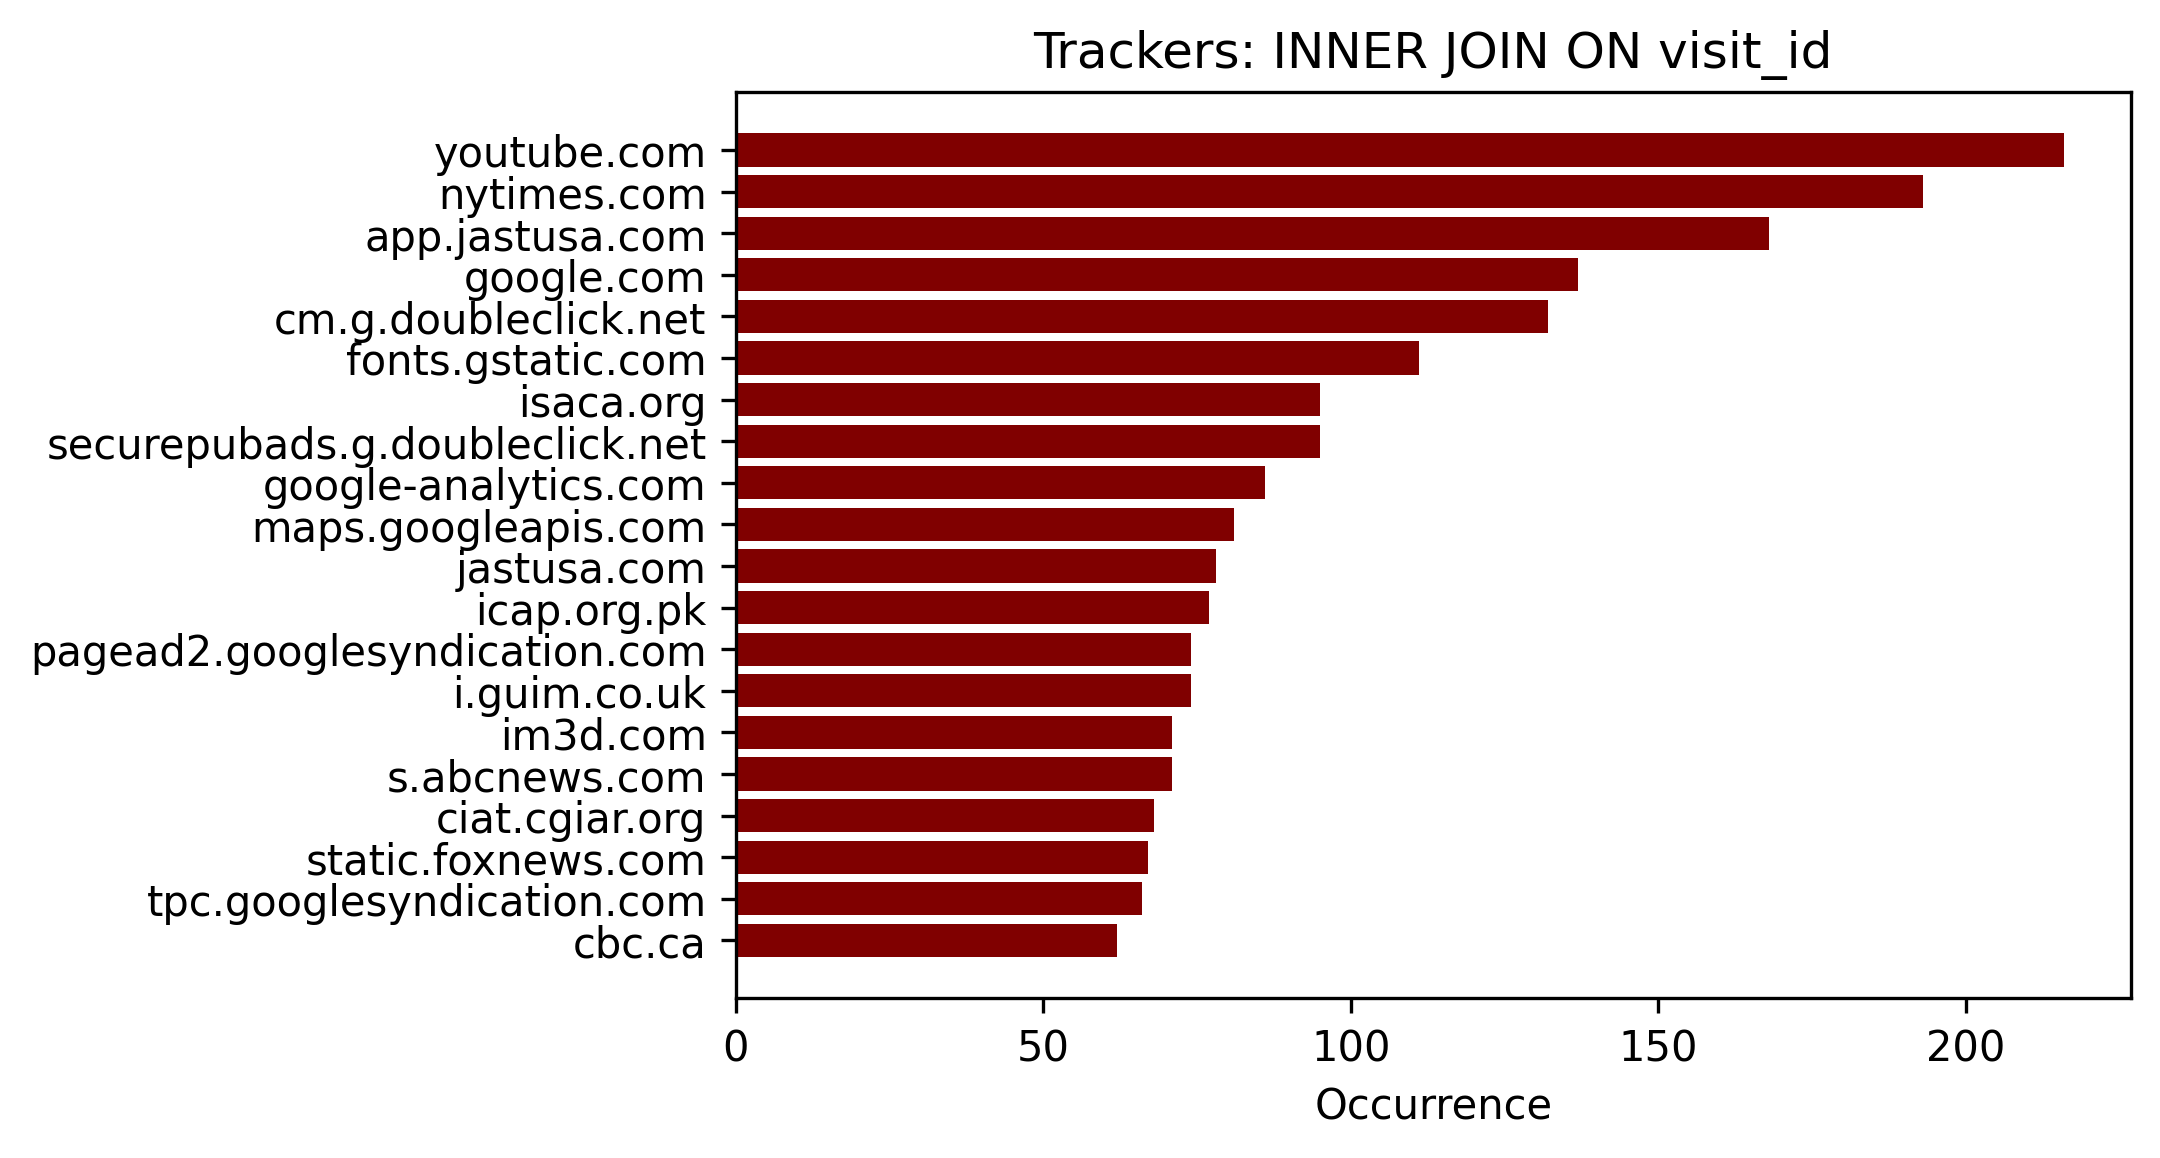 Trackers: INNER JOIN ON visit_id
youtube.com
nytimes.com
app.jastusa.com
google.com
cm.g.doubleclick.net
fonts.gstatic.com
isaca.org
securepubads.g.doubleclick.net
google-analytics.com
maps.googleapis.com
jastusa.com
icap.org.pk
pagead2.googlesyndication.com
i.guim.co.uk
im3d.com
s.abcnews.com
ciat.cgiar.org
static.foxnews.com
tpc.googlesyndication.com
cbc.ca
0 50 100 150 200
Occurrence